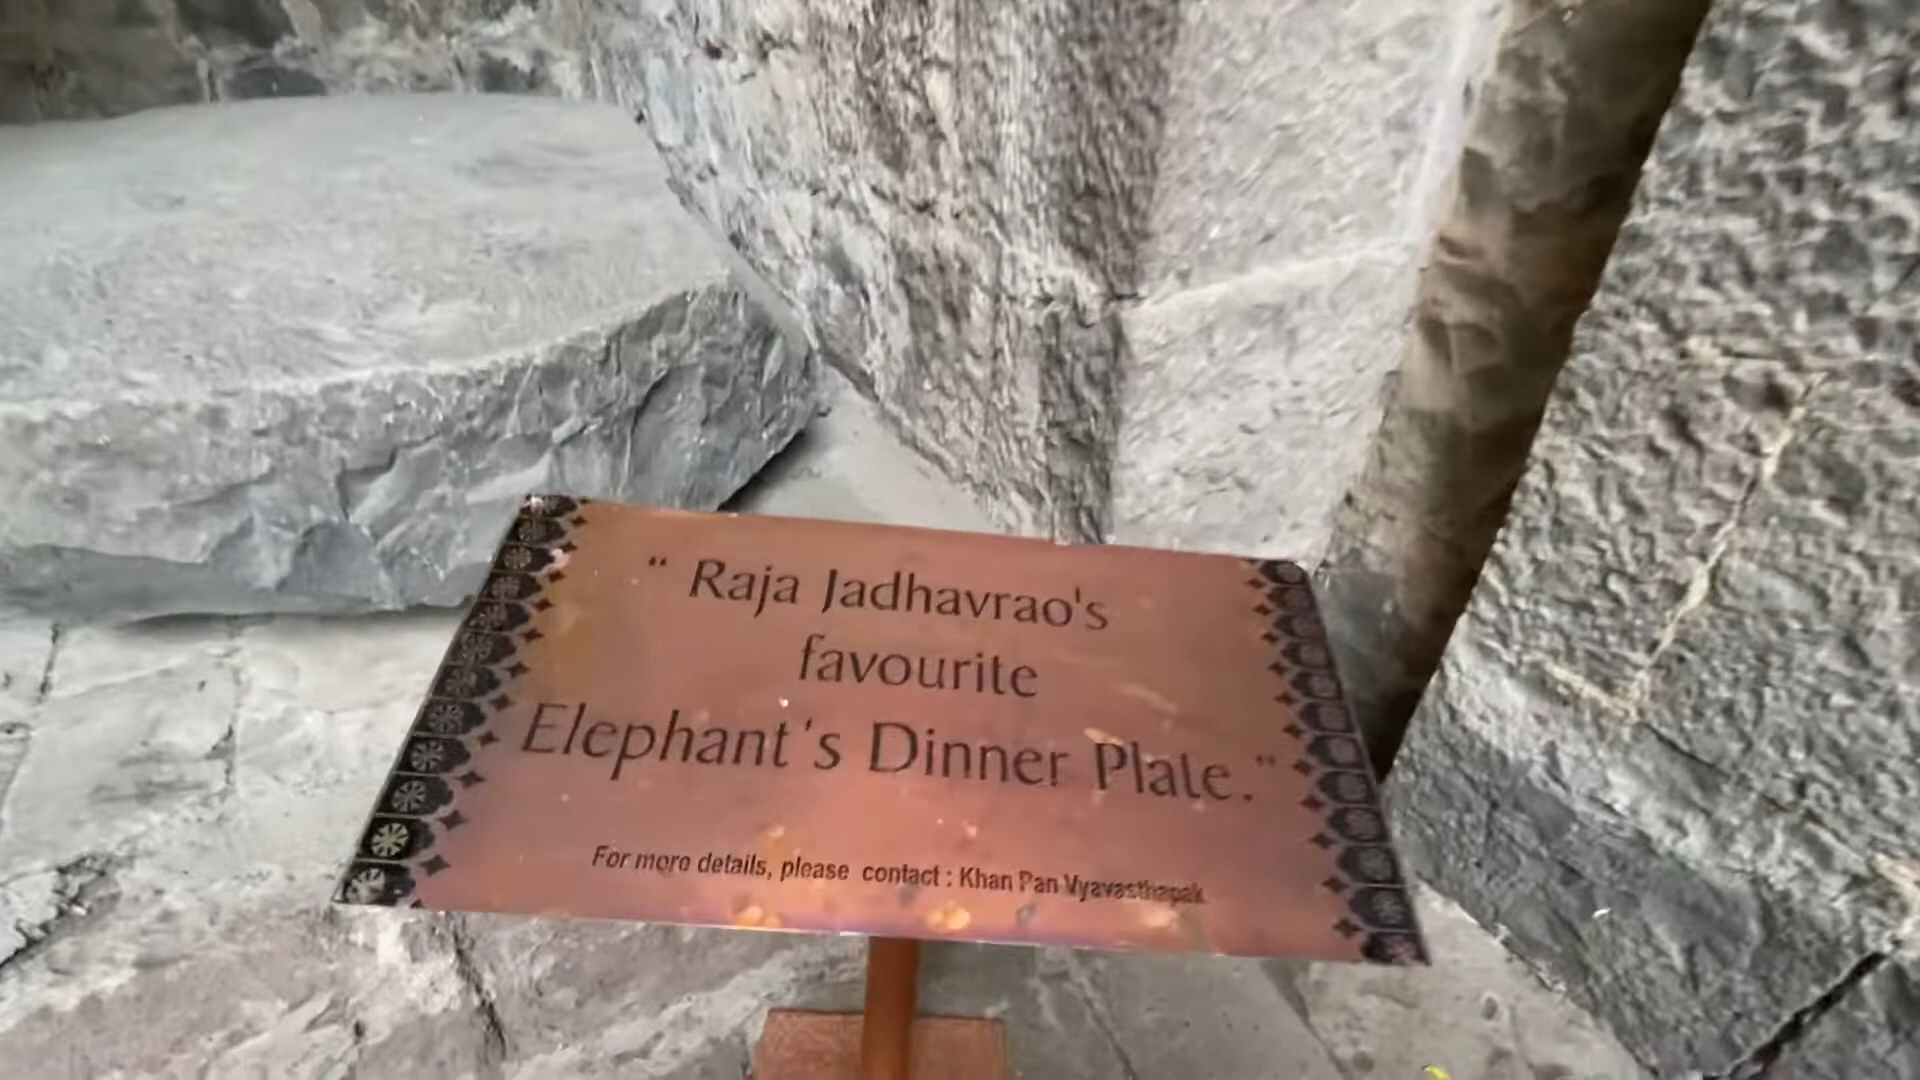 “ Raja Jadhavrao's
favourite
Elephant's Dinner Plate.”
For more details, please contact : Khan Pan Vyavasthapak